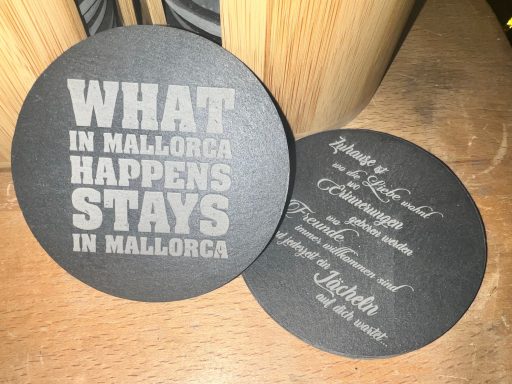 WHAT
IN MALLORCA
HAPPENS
STAYS
IN MALLORCA
Zuhause ist
wo die Liebe wohnt
wo
Erinnerungen
geboren werden
wo
Freunde
immer willkommen sind
jederzeit ein
Lächeln
auf dich wartet...